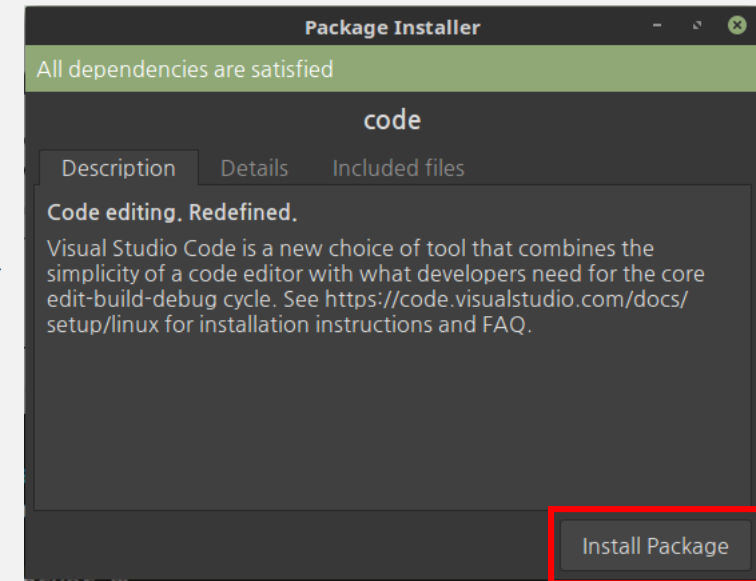 Package Installer
All dependencies are satisfied
code
Description Details Included files
Code editing. Redefined.
Visual Studio Code is a new choice of tool that combines the
simplicity of a code editor with what developers need for the core
edit-build-debug cycle. See https://code.visualstudio.com/docs/
setup/linux for installation instructions and FAQ.
Install Package